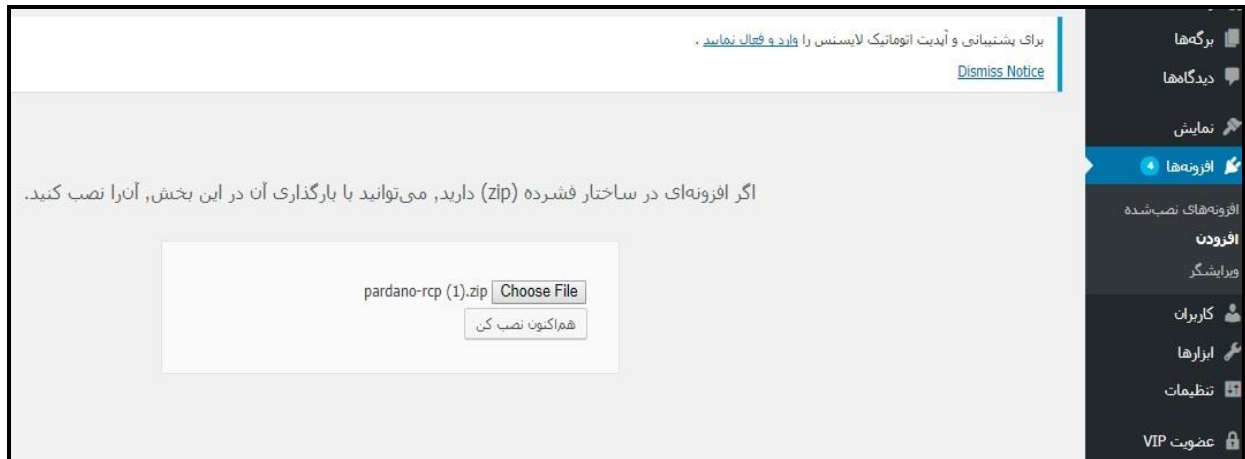 برای پشتیبانی و آپدیت اتوماتیک لایسنس را وارد و فعال نمایید .
Dismiss Notice
اگر افزونه‌ای در ساختار فشرده (zip) دارید, می‌توانید با بارگذاری آن در این بخش, آن‌را نصب کنید.
Choose File pardano-rcp (1).zip
هم‌اکنون نصب کن
برگه‌ها
دیدگاه‌ها
نمایش
افزونه‌ها 4
افزونه‌های نصب‌شده
افزودن
ویرایشگر
کاربران
ابزارها
تنظیمات
عضویت VIP